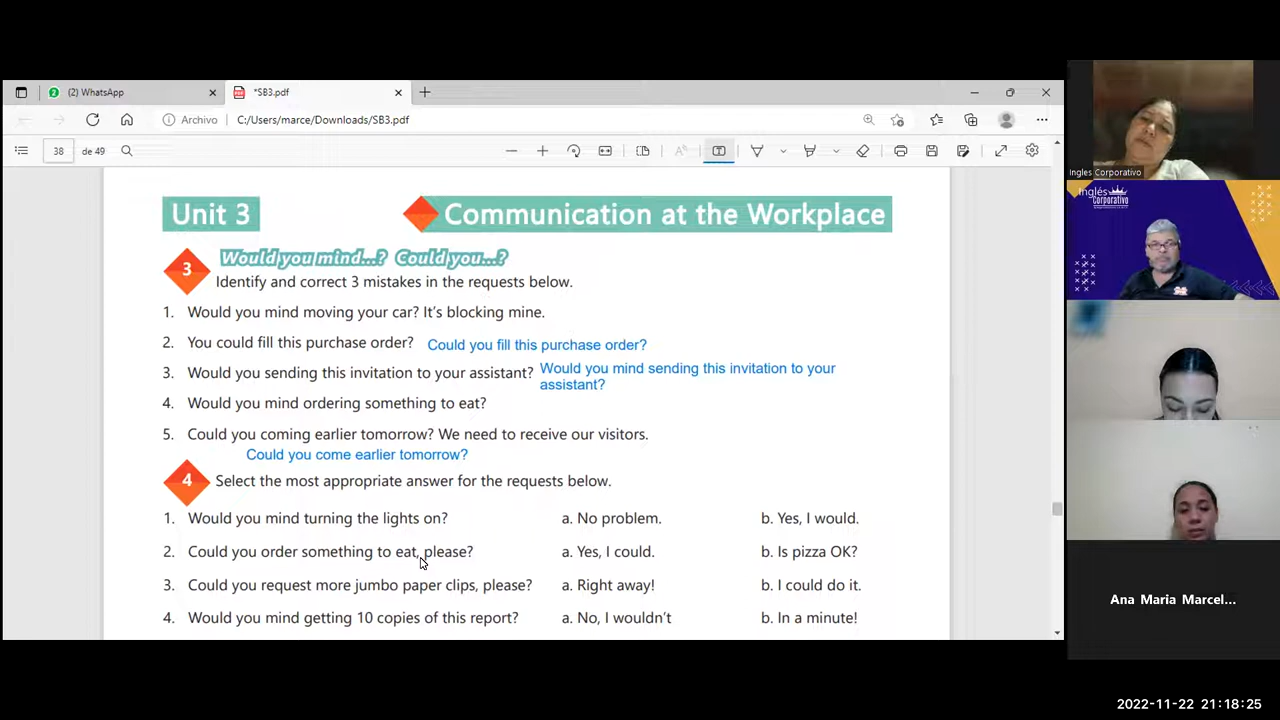 (2) WhatsApp
*SB3.pdf
Archivo
C:/Users/marce/Downloads/SB3.pdf
38
de 49
Unit 3
Communication at the Workplace
3
Would you mind...? Could you...?
Identify and correct 3 mistakes in the requests below.
1. Would you mind moving your car? It's blocking mine.
2. You could fill this purchase order? Could you fill this purchase order?
3. Would you sending this invitation to your assistant? Would you mind sending this invitation to your
assistant?
4. Would you mind ordering something to eat?
5. Could you coming earlier tomorrow? We need to receive our visitors.
Could you come earlier tomorrow?
4
Select the most appropriate answer for the requests below.
1. Would you mind turning the lights on? a. No problem. b. Yes, I would.
2. Could you order something to eat, please? a. Yes, I could. b. Is pizza OK?
3. Could you request more jumbo paper clips, please? a. Right away! b. I could do it.
4. Would you mind getting 10 copies of this report? a. No, I wouldn't b. In a minute!
Ingles Corporativo
Inglés
Corporativo
Ana Maria Marcel...
2022-11-22 21:18:25